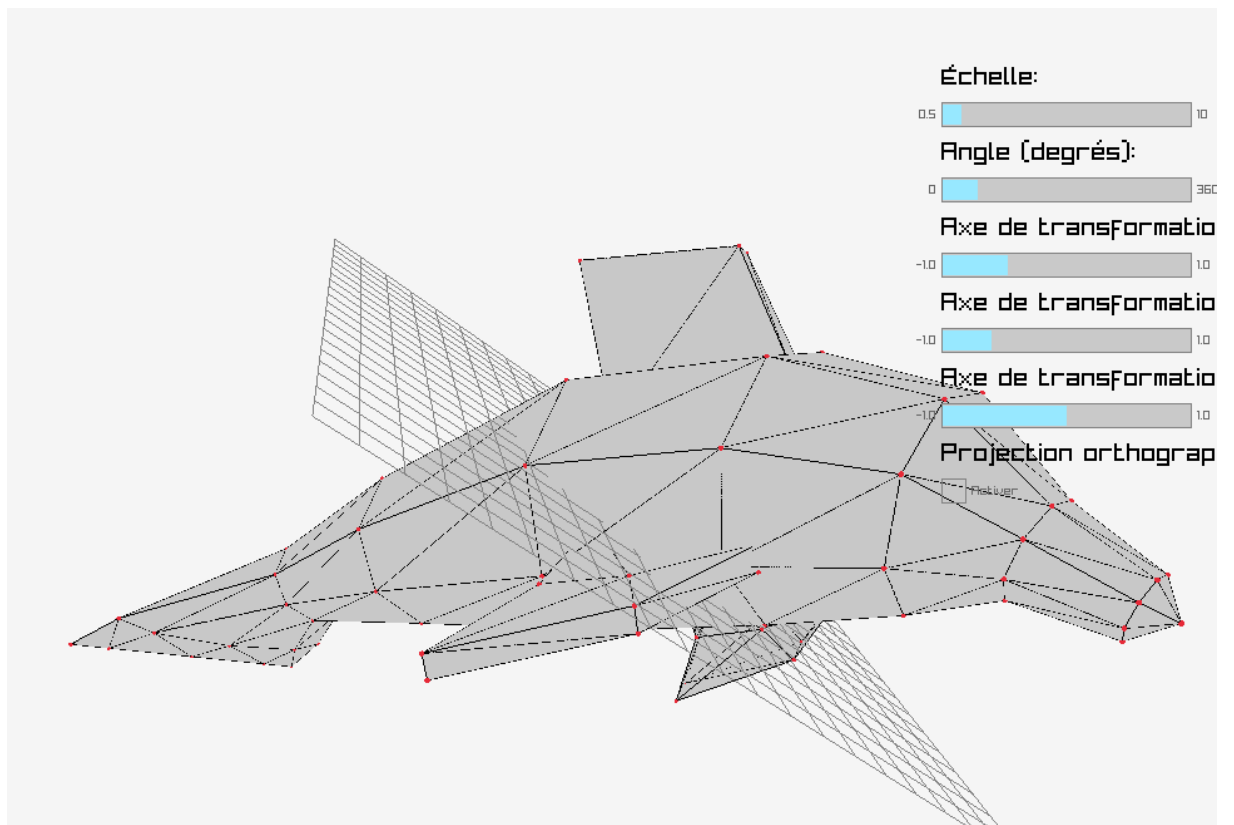 Échelle:
0.5 10
Angle (degrés):
0 360
Axe de transformatio
-1.0 1.0
Axe de transformatio
-1.0 1.0
Axe de transformatio
-1.0 1.0
Projection orthograp
Activer